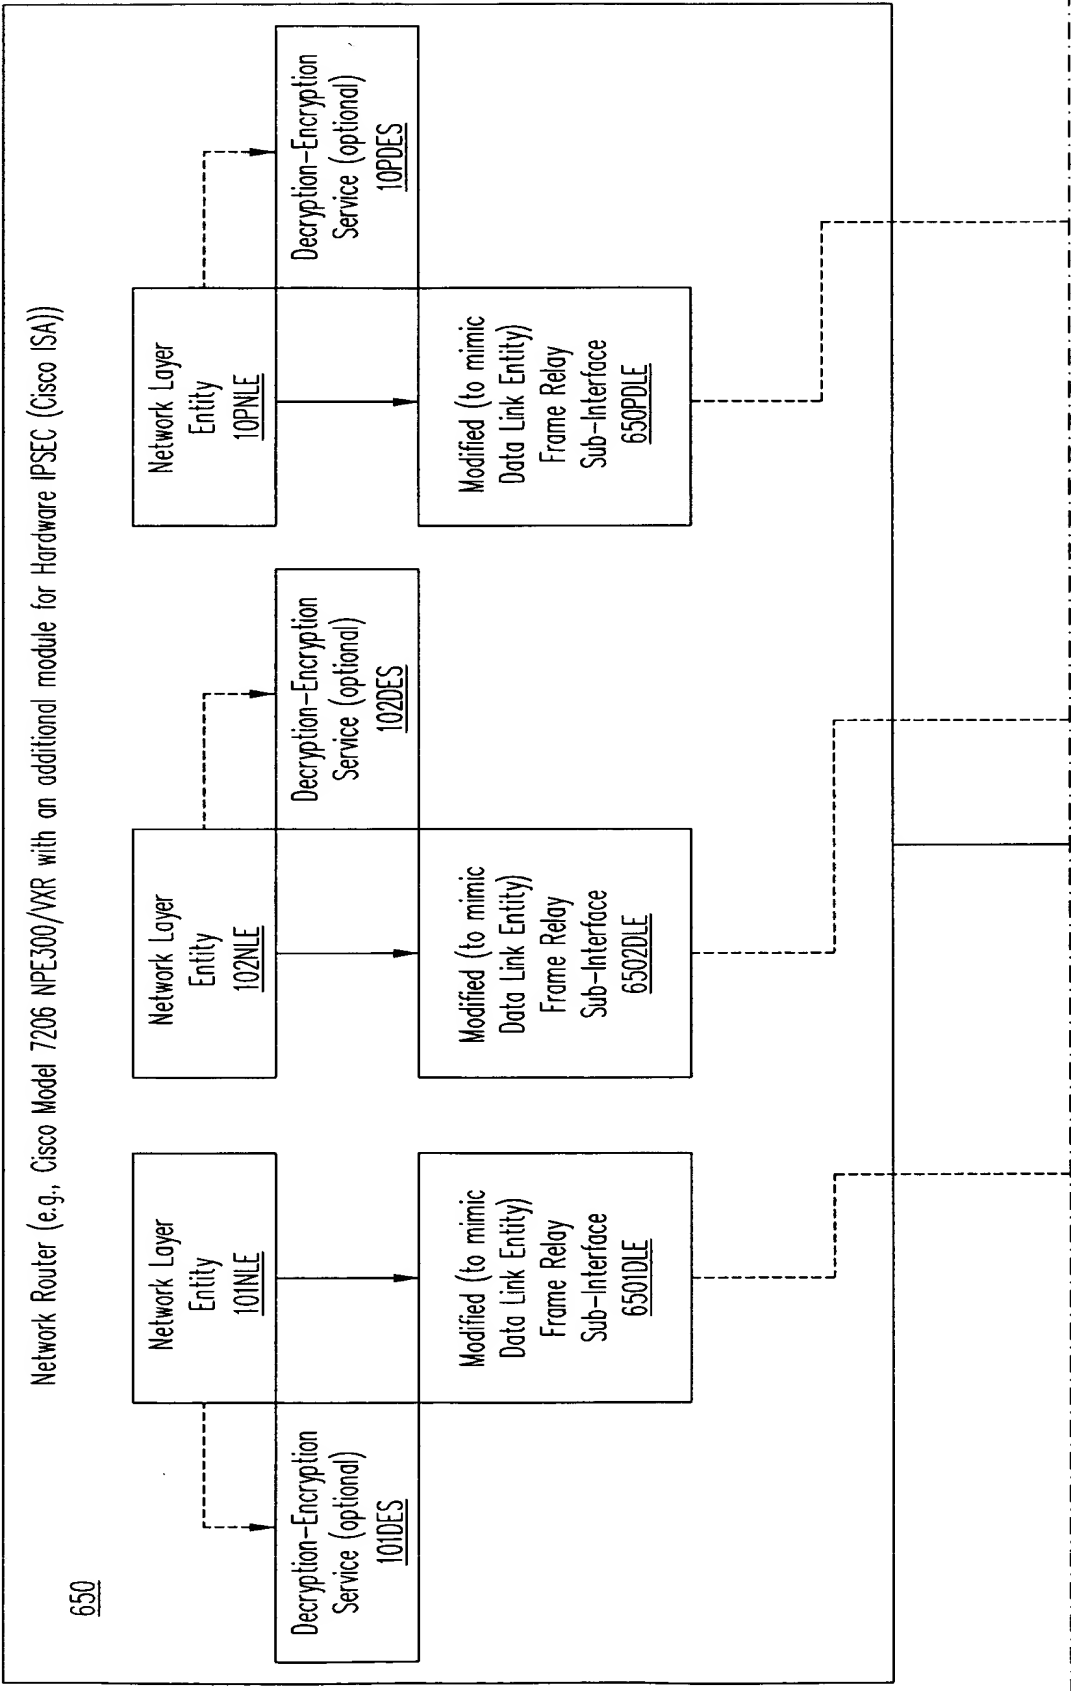 Network Router (e.g., Cisco Model 7206 NPE300/VXR with an additional module for Hardware IPSEC (Cisco ISA))
650
Network Layer
Entity
101NLE
Decryption-Encryption
Service (optional)
101DES
Modified (to mimic
Data Link Entity)
Frame Relay
Sub-Interface
6501DLE
Network Layer
Entity
102NLE
Decryption-Encryption
Service (optional)
102DES
Modified (to mimic
Data Link Entity)
Frame Relay
Sub-Interface
6502DLE
Network Layer
Entity
10PNLE
Decryption-Encryption
Service (optional)
10PDES
Modified (to mimic
Data Link Entity)
Frame Relay
Sub-Interface
650PDLE